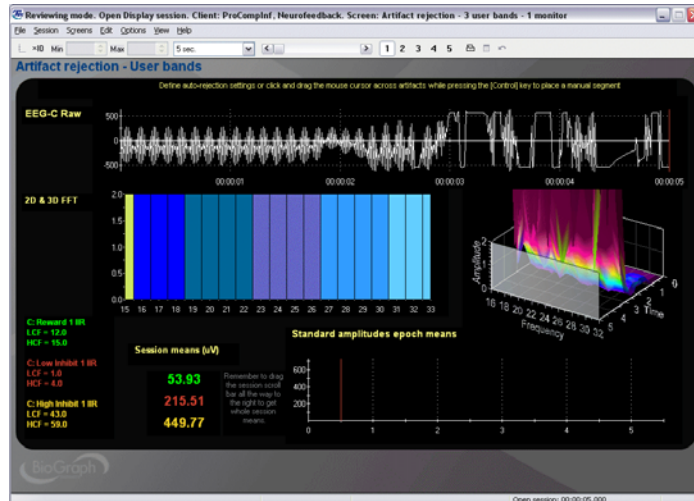 Reviewing mode. Open Display session. Client: ProCompInf, Neurofeedback. Screen: Artifact rejection - 3 user bands - 1 monitor
File Session Screens Edit Options View Help
×10 Min Max 5 sec. 1 2 3 4 5
Artifact rejection - User bands
Define auto-rejection settings or click and drag the mouse cursor across artifacts while pressing the [Control] key to place a manual segment
EEG-C Raw
500
0
-500
00:00:01 00:00:02 00:00:03 00:00:04 00:00:05
2D & 3D FFT
2.0
1.5
1.0
0.5
0.0
15 16 17 18 19 20 21 22 23 24 25 26 27 28 29 30 31 32 33
Amplitude
2
1
0
16 18 20 22 24 26 28 30 32
Frequency
5 4 3 2 1 0
Time
C: Reward 1 IIR
LCF = 12.0
HCF = 15.0
C: Low Inhibit 1 IIR
LCF = 1.0
HCF = 4.0
C: High Inhibit 1 IIR
LCF = 43.0
HCF = 59.0
Session means (uV)
53.93
215.51
449.77
Remember to drag
the session scroll
bar all the way to
the right to get
whole session
means.
Standard amplitudes epoch means
600
400
200
0 1 2 3 4 5
BioGraph
Open session: 00:00:05.000